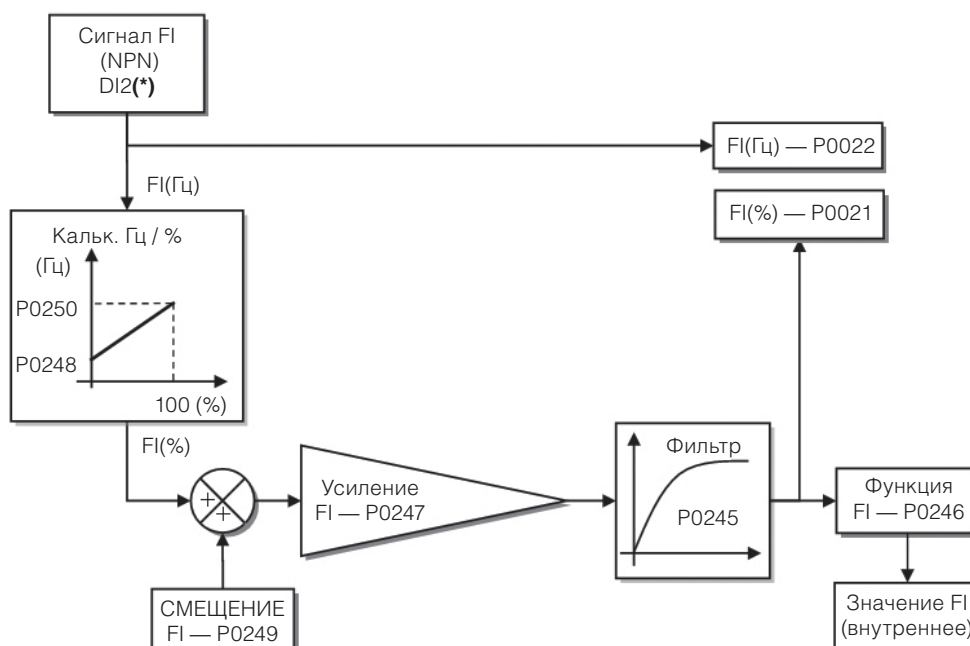 Сигнал FI
(NPN)
DI2(*)
FI(Гц) — P0022
FI(Гц)
FI(%) — P0021
Кальк. Гц / %
(Гц)
P0250
P0248
100 (%)
FI(%)
Усиление
FI — P0247
Фильтр
P0245
Функция
FI — P0246
СМЕЩЕНИЕ
FI — P0249
Значение FI
(внутреннее)